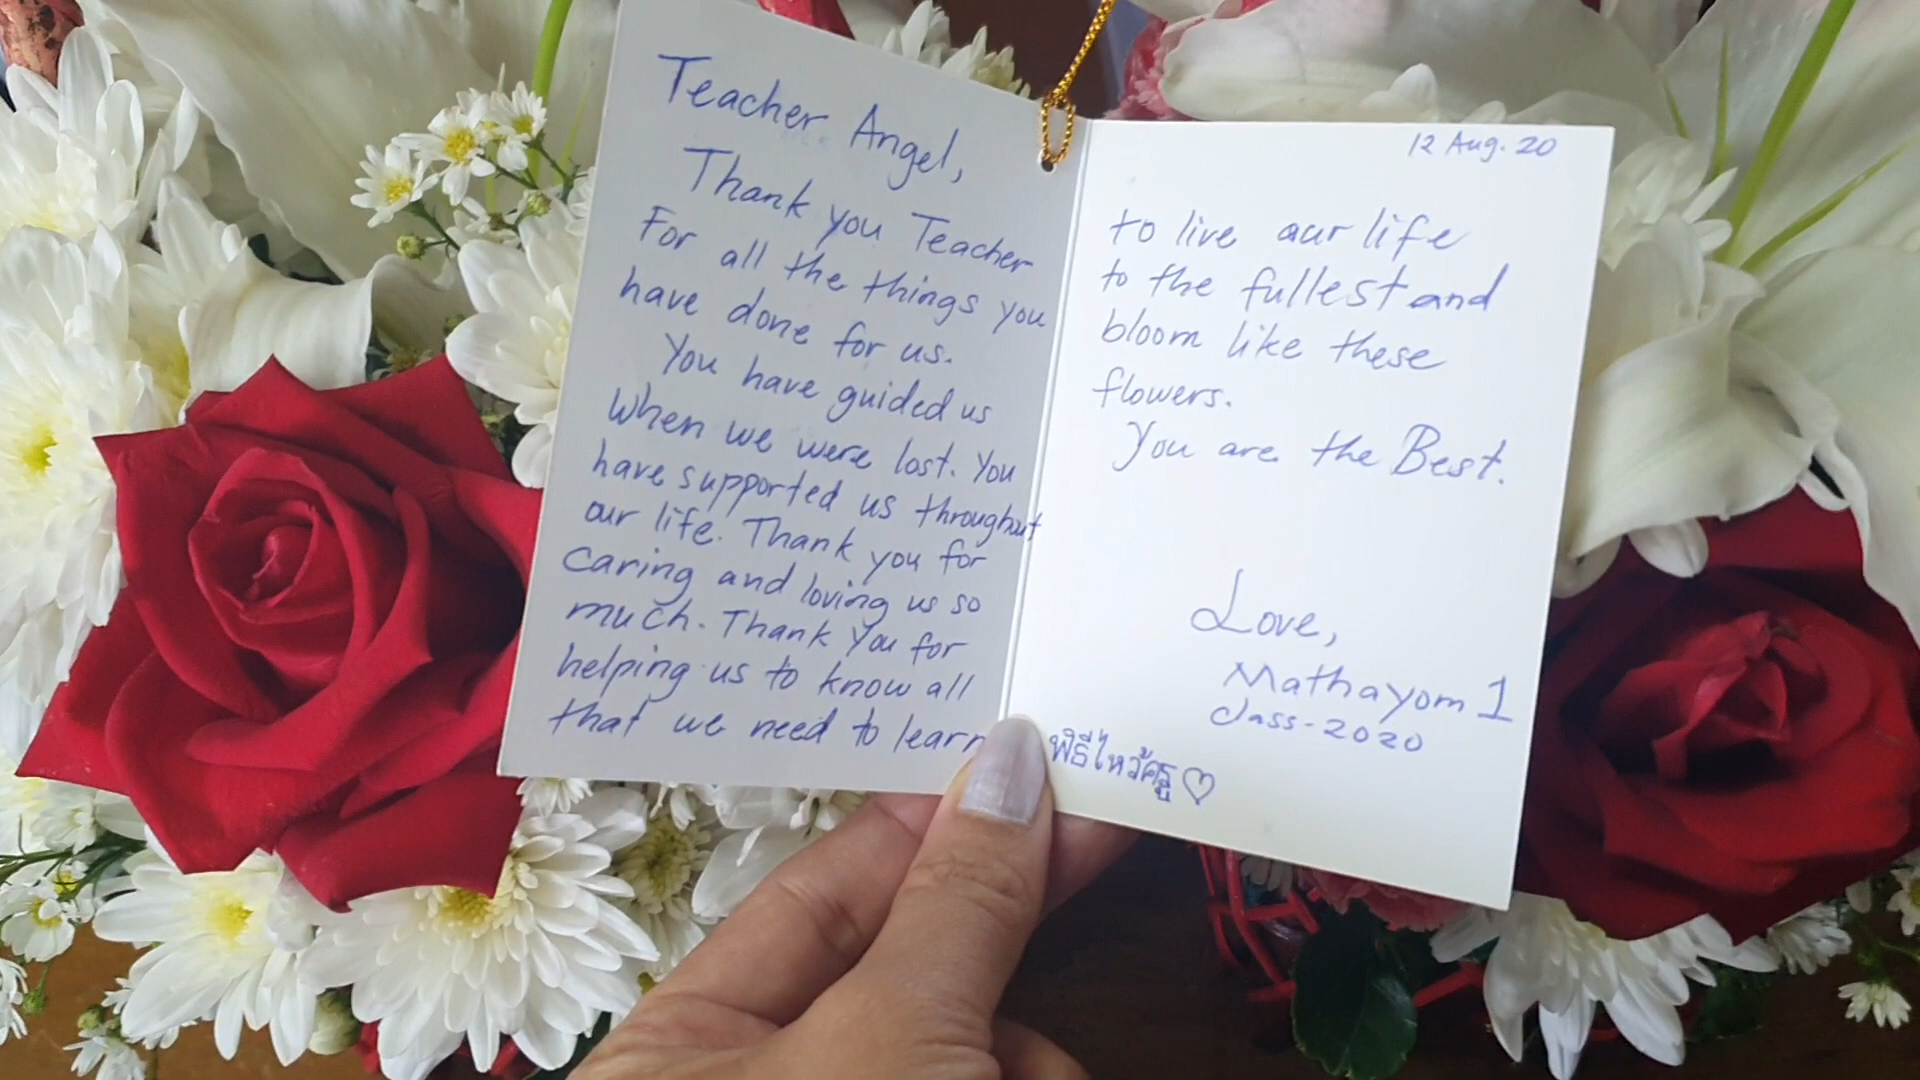 Teacher Angel,
Thank you Teacher
For all the things you
have done for us.
You have guided us
When we were lost. You
have supported us throughout
our life. Thank you for
caring and loving us so
much. Thank you for
helping us to know all
that we need to learn
12 Aug. 20
to live our life
to the fullest and
bloom like these
flowers.
You are the Best.
Love,
Mathayom 1
class-2020
พิธีไหว้ครู ♡